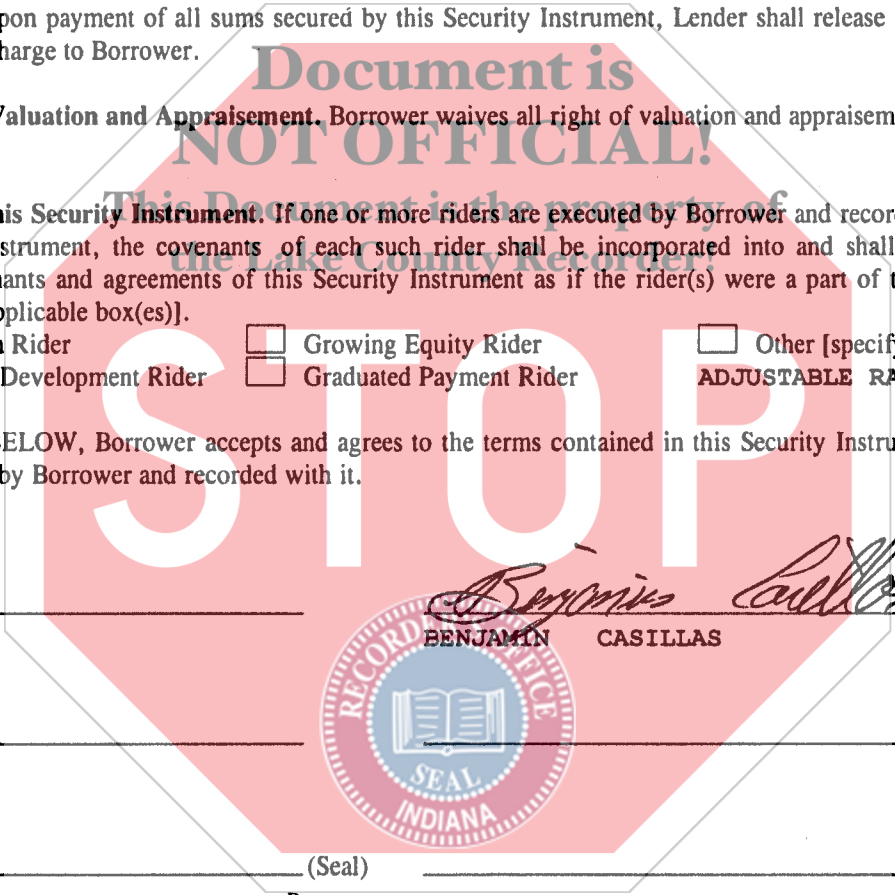 pon payment of all sums secured by this Security Instrument, Lender shall release
harge to Borrower.
Document is
Valuation and Appraisement. Borrower waives all right of valuation and appraisem
NOT OFFICIAL!
This Document is the property of
his Security Instrument. If one or more riders are executed by Borrower and recor
strument, the covenants of each such rider shall be incorporated into and shall
the Lake County Recorder!
nants and agreements of this Security Instrument as if the rider(s) were a part of t
plicable box(es)].
Rider Growing Equity Rider Other [specify
Development Rider Graduated Payment Rider ADJUSTABLE RA
STOP
BELOW, Borrower accepts and agrees to the terms contained in this Security Instru
by Borrower and recorded with it.
Benjamin Casillas
BENJAMIN CASILLAS
RECORDER'S OFFICE
SEAL
INDIANA
(Seal)